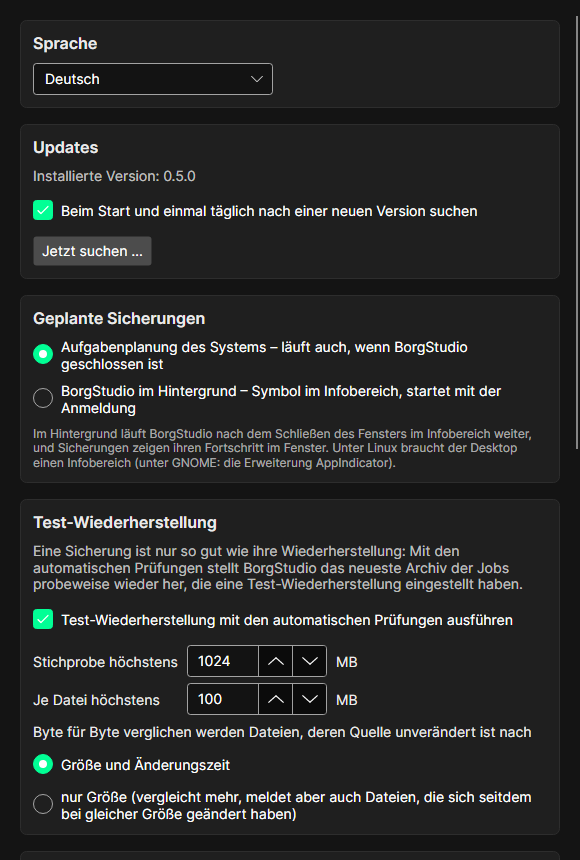 Sprache
Deutsch
Updates
Installierte Version: 0.5.0
Beim Start und einmal täglich nach einer neuen Version suchen
Jetzt suchen ...
Geplante Sicherungen
Aufgabenplanung des Systems – läuft auch, wenn BorgStudio
geschlossen ist
BorgStudio im Hintergrund – Symbol im Infobereich, startet mit der
Anmeldung
Im Hintergrund läuft BorgStudio nach dem Schließen des Fensters im Infobereich weiter,
und Sicherungen zeigen ihren Fortschritt im Fenster. Unter Linux braucht der Desktop
einen Infobereich (unter GNOME: die Erweiterung AppIndicator).
Test-Wiederherstellung
Eine Sicherung ist nur so gut wie ihre Wiederherstellung: Mit den
automatischen Prüfungen stellt BorgStudio das neueste Archiv der Jobs
probeweise wieder her, die eine Test-Wiederherstellung eingestellt haben.
Test-Wiederherstellung mit den automatischen Prüfungen ausführen
Stichprobe höchstens 1024 MB
Je Datei höchstens 100 MB
Byte für Byte verglichen werden Dateien, deren Quelle unverändert ist nach
Größe und Änderungszeit
nur Größe (vergleicht mehr, meldet aber auch Dateien, die sich seitdem
bei gleicher Größe geändert haben)